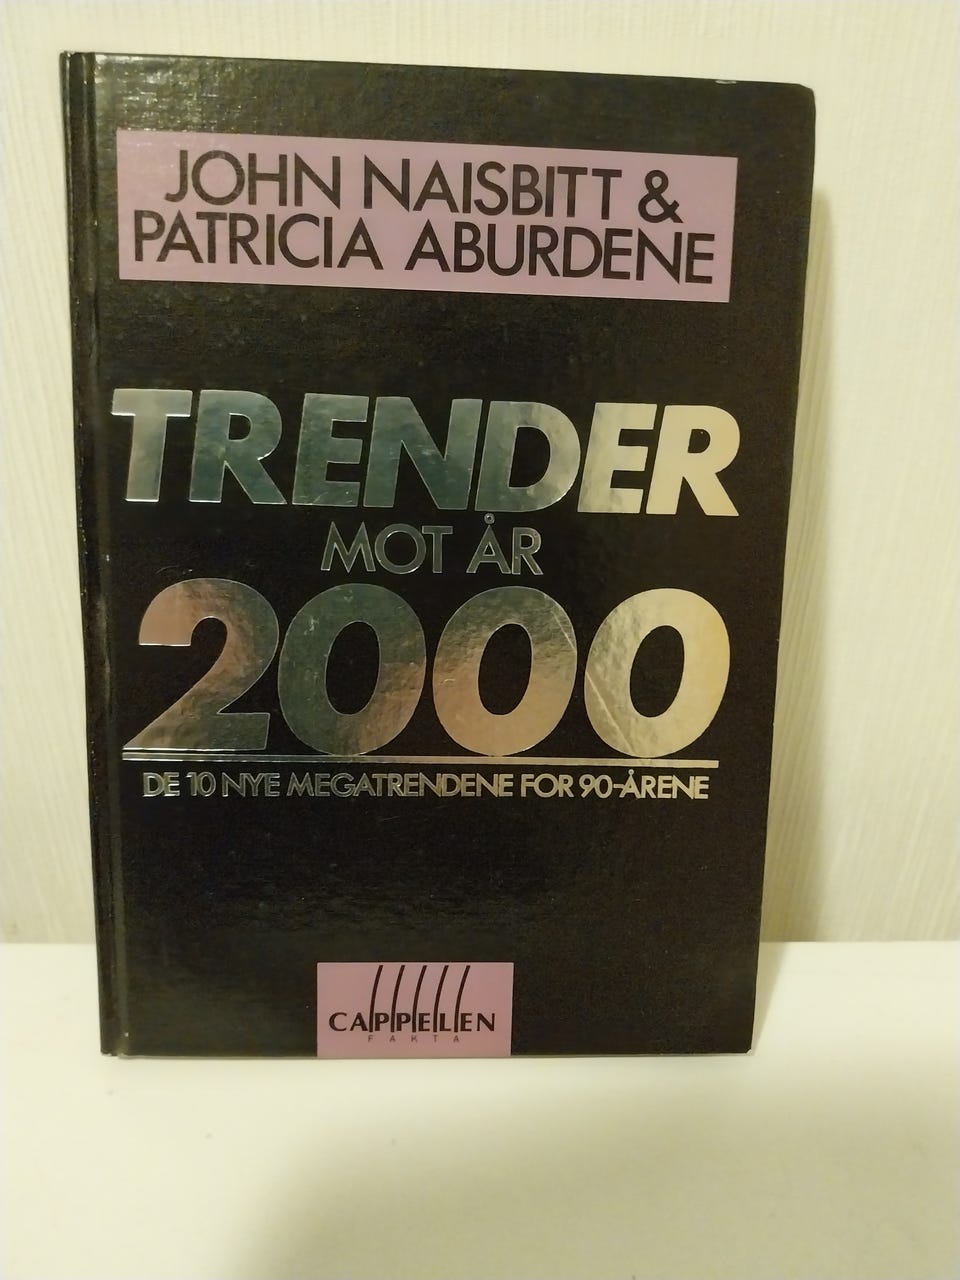 JOHN NAISBITT &
PATRICIA ABURDENE
TRENDER
MOT ÅR
2000
DE 10 NYE MEGATRENDENE FOR 90-ÅRENE
CAPPELEN
FAKTA